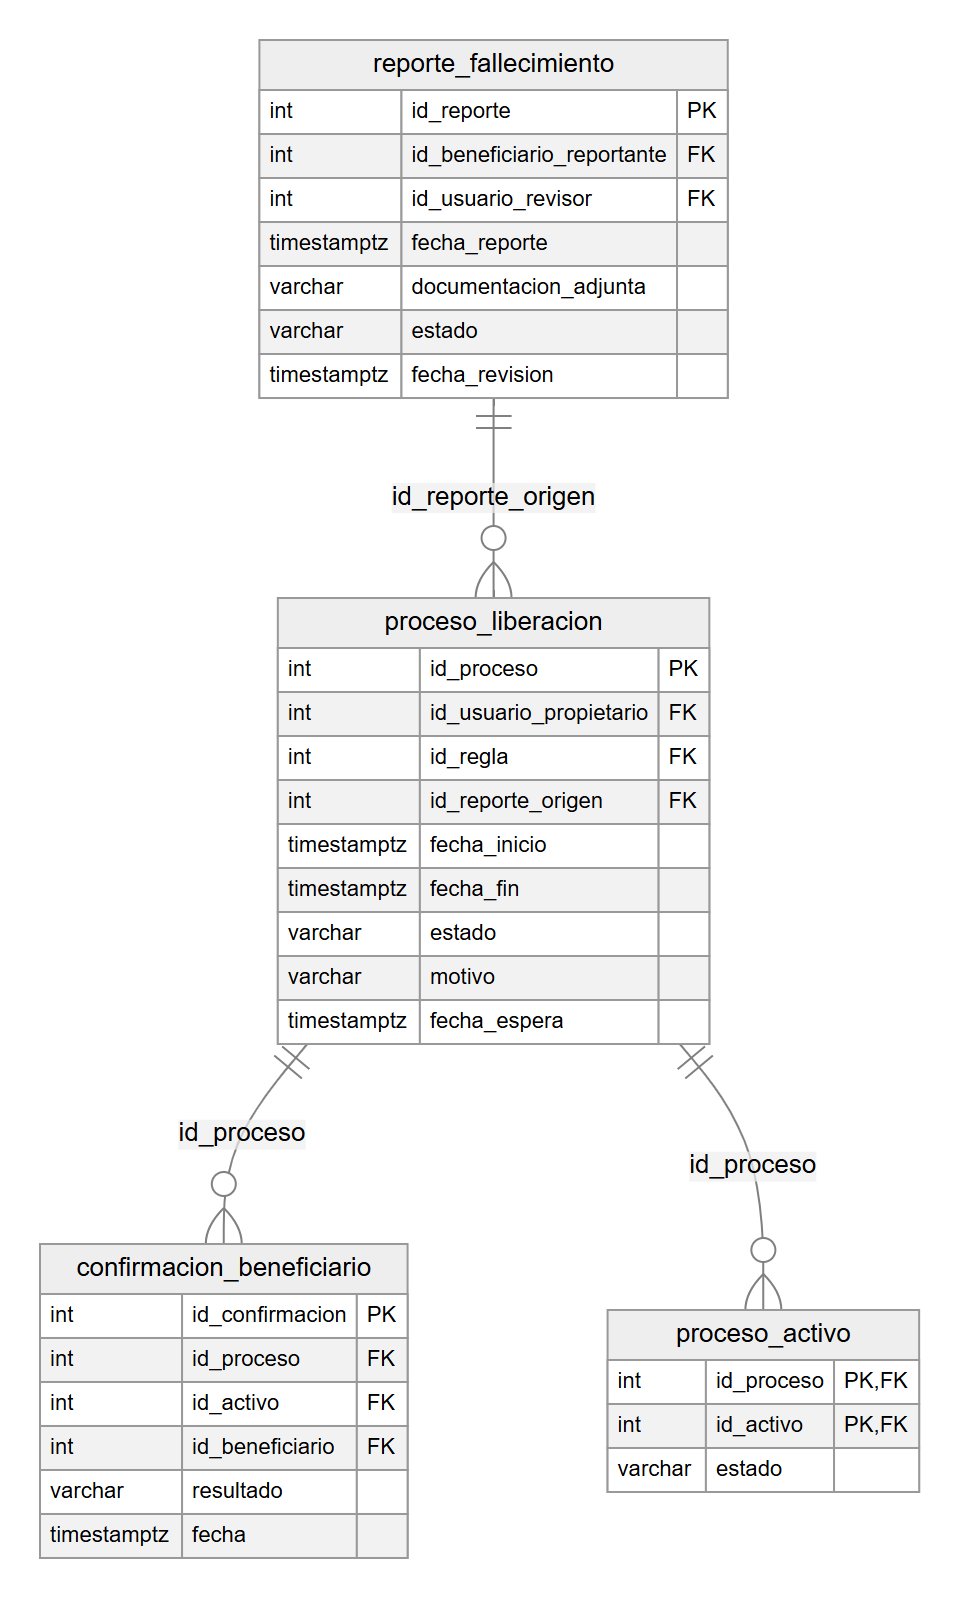 reporte_fallecimiento
int id_reporte PK
int id_beneficiario_reportante FK
int id_usuario_revisor FK
timestamptz fecha_reporte
varchar documentacion_adjunta
varchar estado
timestamptz fecha_revision
id_reporte_origen
proceso_liberacion
int id_proceso PK
int id_usuario_propietario FK
int id_regla FK
int id_reporte_origen FK
timestamptz fecha_inicio
timestamptz fecha_fin
varchar estado
varchar motivo
timestamptz fecha_espera
id_proceso
id_proceso
confirmacion_beneficiario
int id_confirmacion PK
int id_proceso FK
int id_activo FK
int id_beneficiario FK
varchar resultado
timestamptz fecha
proceso_activo
int id_proceso PK,FK
int id_activo PK,FK
varchar estado